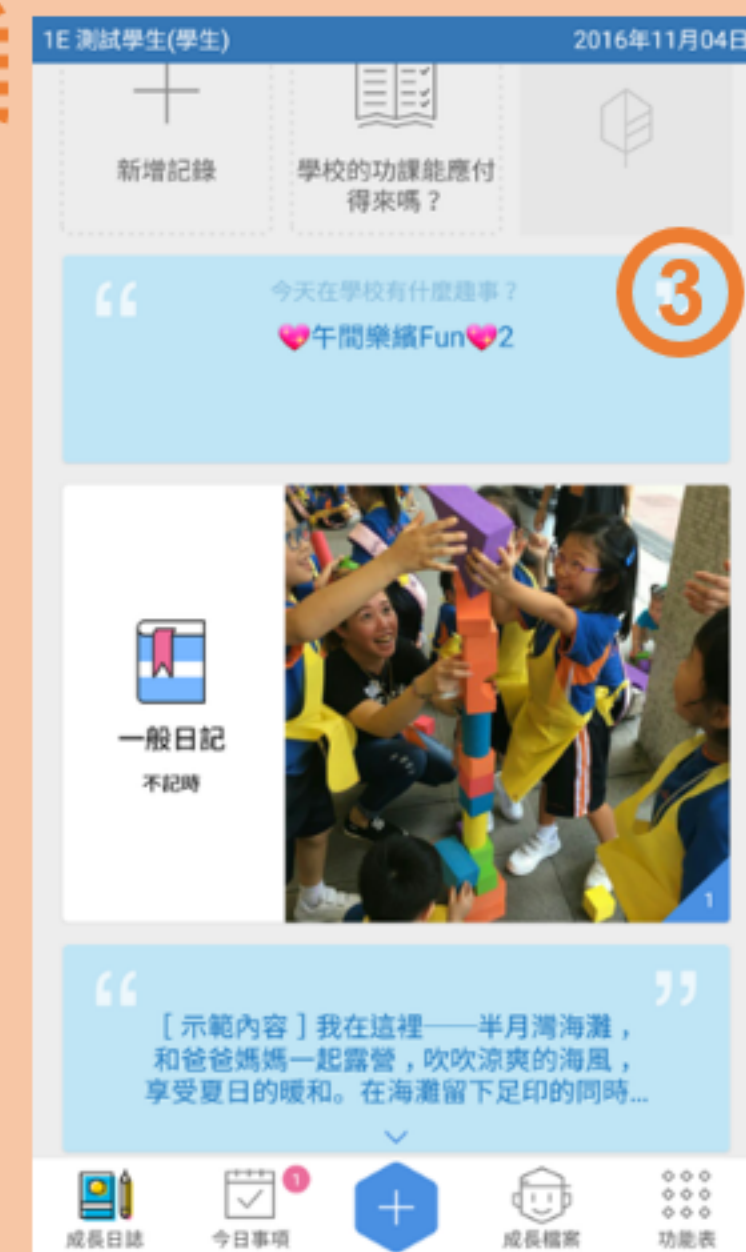 1E 測試學生(學生) 2016年11月04日
新增記錄
學校的功課能應付
得來嗎？
今天在學校有什麼趣事？
3
💖午間樂繽Fun💖2
一般日記
不記時
1
［示範內容］我在這裡──半月灣海灘，
和爸爸媽媽一起露營，吹吹涼爽的海風，
享受夏日的暖和。在海灘留下足印的同時...
1
成長日誌 今日事項 成長檔案 功能表